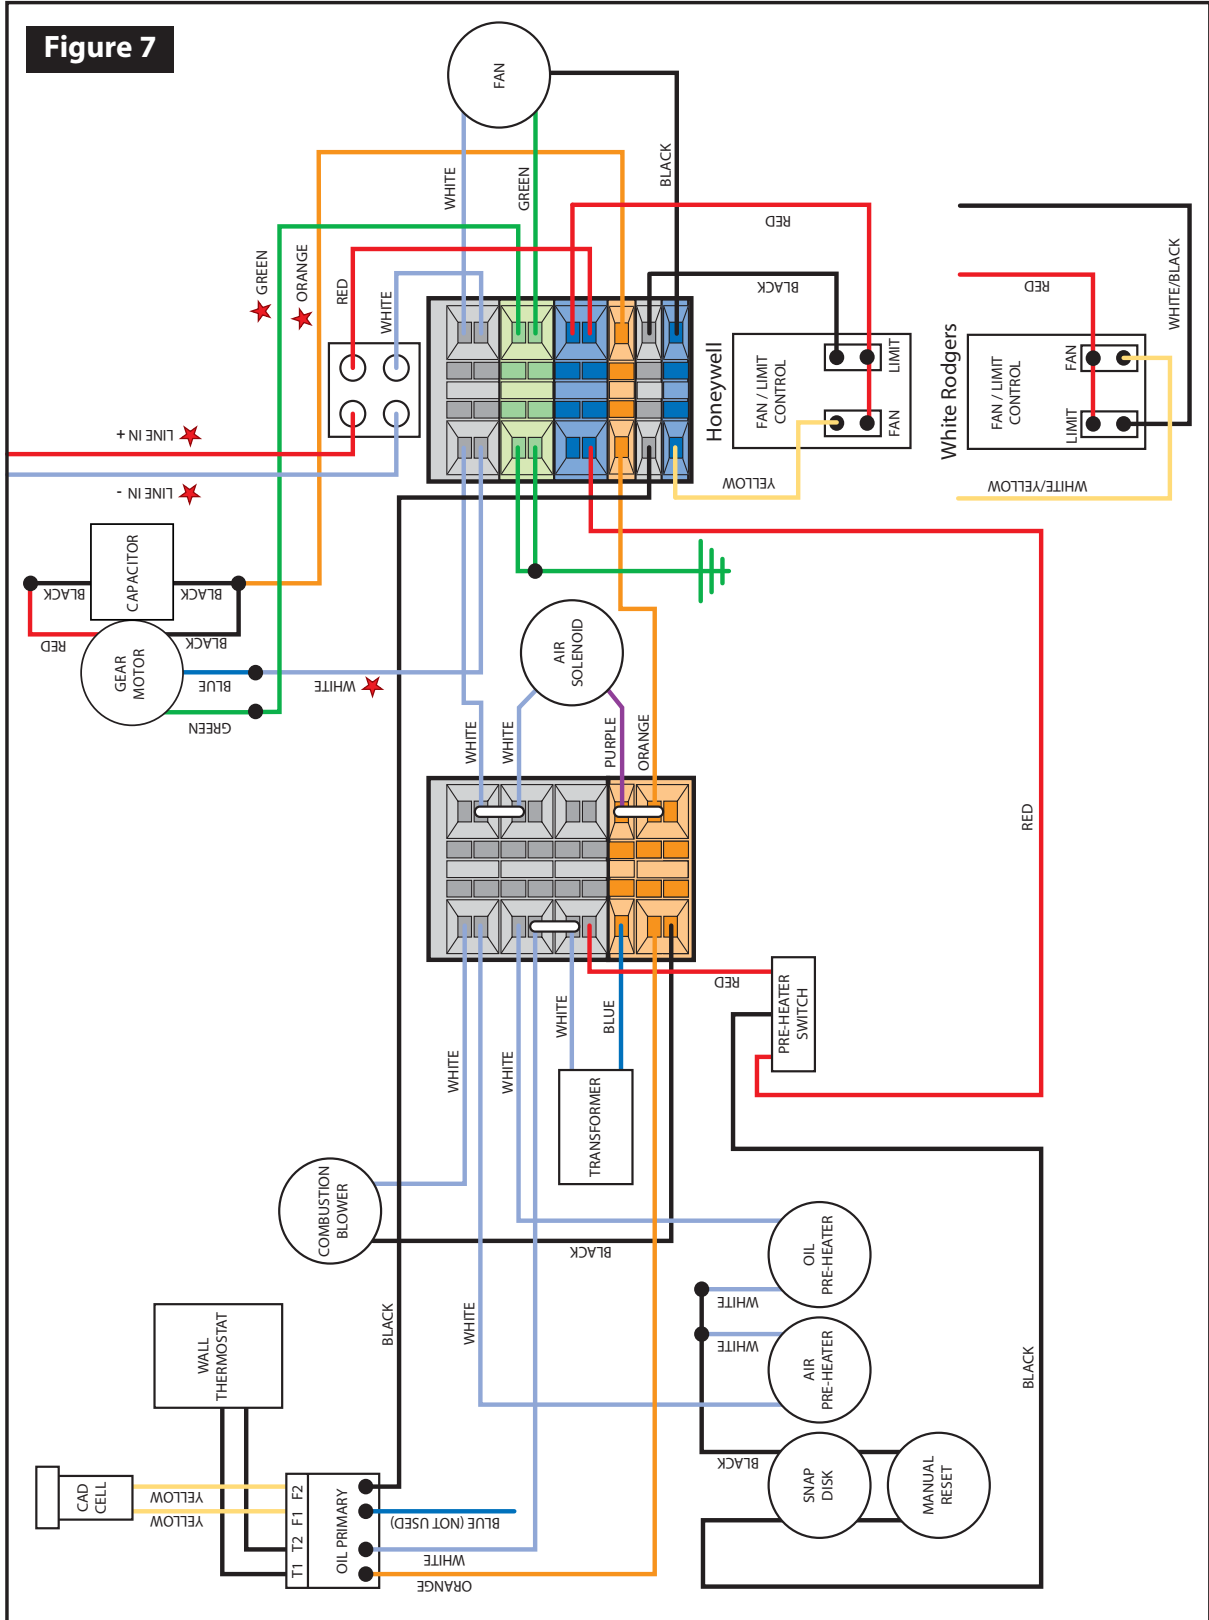 Figure 7
FAN
WHITE
GREEN
BLACK
GREEN
ORANGE
RED
WHITE
RED
BLACK
LINE IN +
LINE IN -
Honeywell
FAN / LIMIT
CONTROL
LIMIT
FAN
YELLOW
White Rodgers
RED
WHITE/BLACK
FAN / LIMIT
CONTROL
FAN
LIMIT
WHITE/YELLOW
CAPACITOR
BLACK
BLACK
RED
BLACK
GEAR
MOTOR
BLUE
WHITE
GREEN
AIR
SOLENOID
WHITE
WHITE
PURPLE
ORANGE
RED
RED
PRE-HEATER
SWITCH
WHITE
WHITE
WHITE
BLUE
TRANSFORMER
COMBUSTION
BLOWER
BLACK
BLACK
WHITE
WALL
THERMOSTAT
OIL
PRE-HEATER
WHITE
WHITE
AIR
PRE-HEATER
BLACK
BLACK
SNAP
DISK
MANUAL
RESET
CAD
CELL
YELLOW
YELLOW
T1
T2
F1
F2
OIL PRIMARY
BLUE (NOT USED)
WHITE
ORANGE